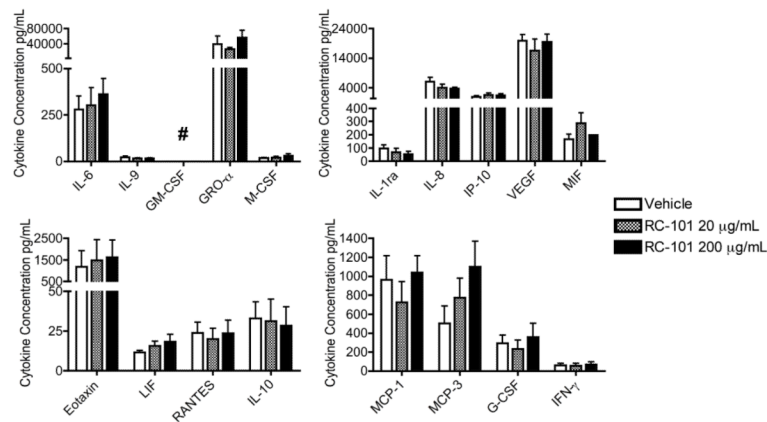 Cytokine Concentration pg/mL
80000
40000
500
250
0
#
IL-6
IL-9
GM-CSF
GRO-α
M-CSF
Cytokine Concentration pg/mL
24000
14000
4000
400
300
200
100
0
IL-1ra
IL-8
IP-10
VEGF
MIF
Vehicle
RC-101 20 μg/mL
RC-101 200 μg/mL
Cytokine Concentration pg/mL
2500
1500
500
50
25
0
Eotaxin
LIF
RANTES
IL-10
Cytokine Concentration pg/mL
1400
1200
1000
800
600
400
200
0
MCP-1
MCP-3
G-CSF
IFN-γ